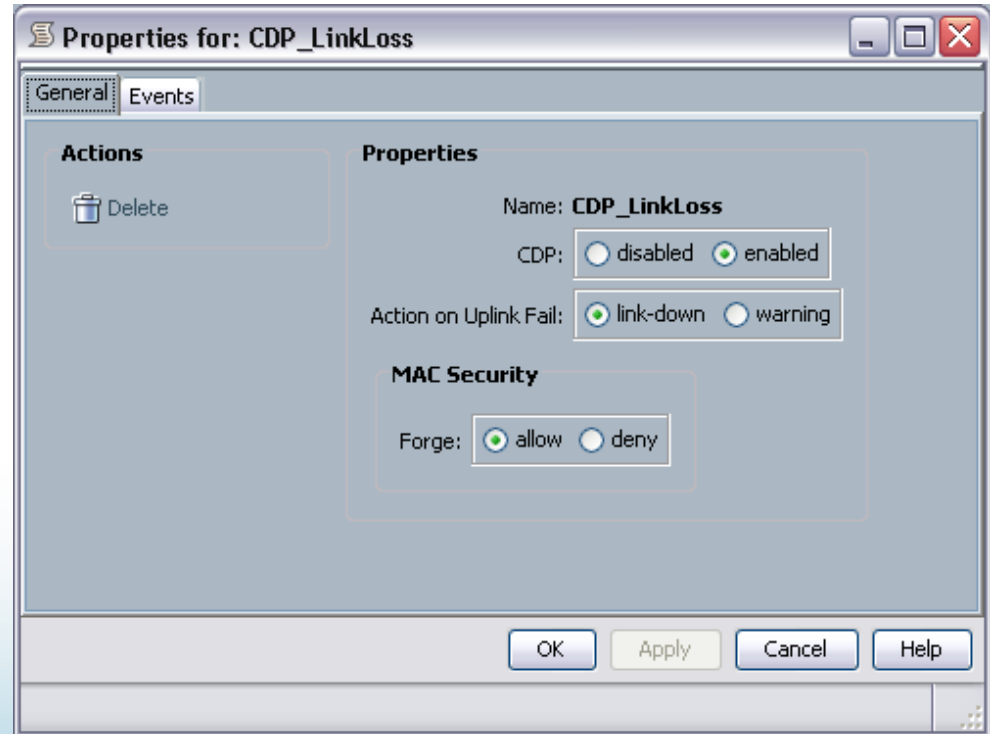 Properties for: CDP_LinkLoss
General Events
Actions
Delete
Properties
Name: CDP_LinkLoss
CDP: disabled enabled
Action on Uplink Fail: link-down warning
MAC Security
Forge: allow deny
OK Apply Cancel Help